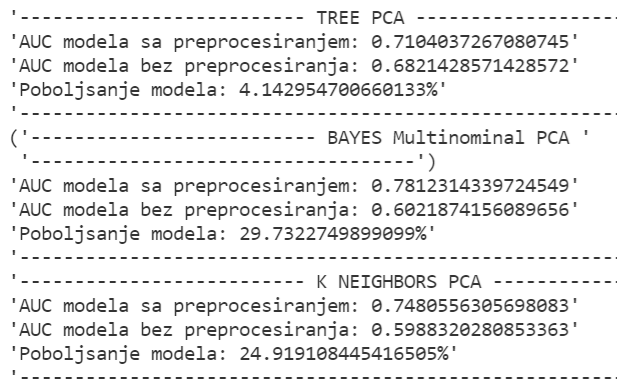 '-------------------------- TREE PCA -------------------
'AUC modela sa preprocesiranjem: 0.7104037267080745'
'AUC modela bez preprocesiranja: 0.6821428571428572'
'Poboljsanje modela: 4.142954700660133%'
'-------------------------------------------------------
('-------------------------- BAYES Multinominal PCA '
'-----------------------------------')
'AUC modela sa preprocesiranjem: 0.7812314339724549'
'AUC modela bez preprocesiranja: 0.6021874156089656'
'Poboljsanje modela: 29.7322749899099%'
'-------------------------------------------------------
'-------------------------- K NEIGHBORS PCA ------------
'AUC modela sa preprocesiranjem: 0.7480556305698083'
'AUC modela bez preprocesiranja: 0.5988320280853363'
'Poboljsanje modela: 24.919108445416505%'
'-------------------------------------------------------